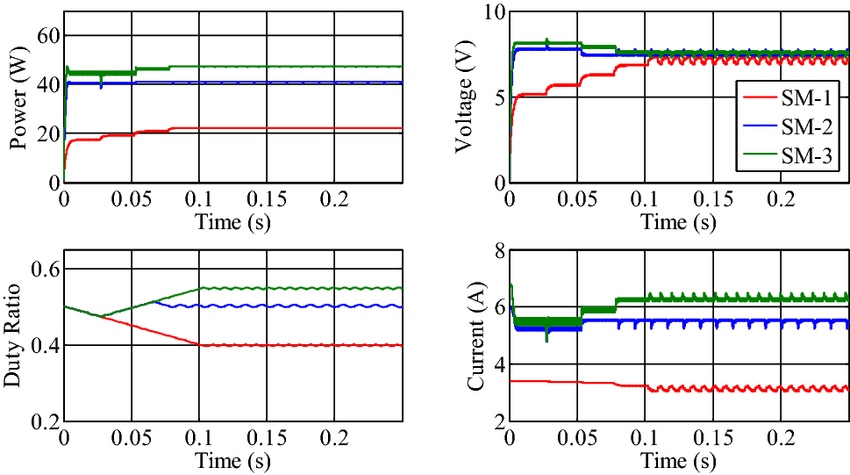 Power (W)
60
40
20
0
0 0.05 0.1 0.15 0.2
Time (s)
Voltage (V)
10
5
0
SM-1
SM-2
SM-3
0 0.05 0.1 0.15 0.2
Time (s)
Duty Ratio
0.6
0.4
0.2
0 0.05 0.1 0.15 0.2
Time (s)
Current (A)
8
6
4
2
0 0.05 0.1 0.15 0.2
Time (s)